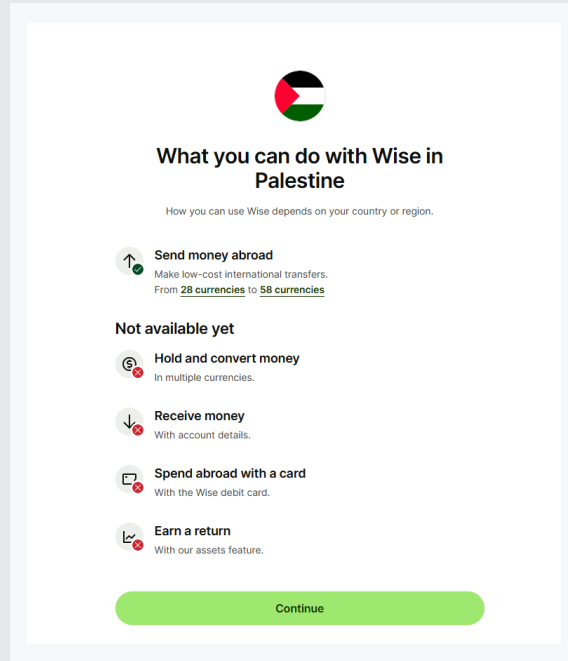 What you can do with Wise in
Palestine
How you can use Wise depends on your country or region.
Send money abroad
Make low-cost international transfers.
From 28 currencies to 58 currencies
Not available yet
Hold and convert money
In multiple currencies.
Receive money
With account details.
Spend abroad with a card
With the Wise debit card.
Earn a return
With our assets feature.
Continue